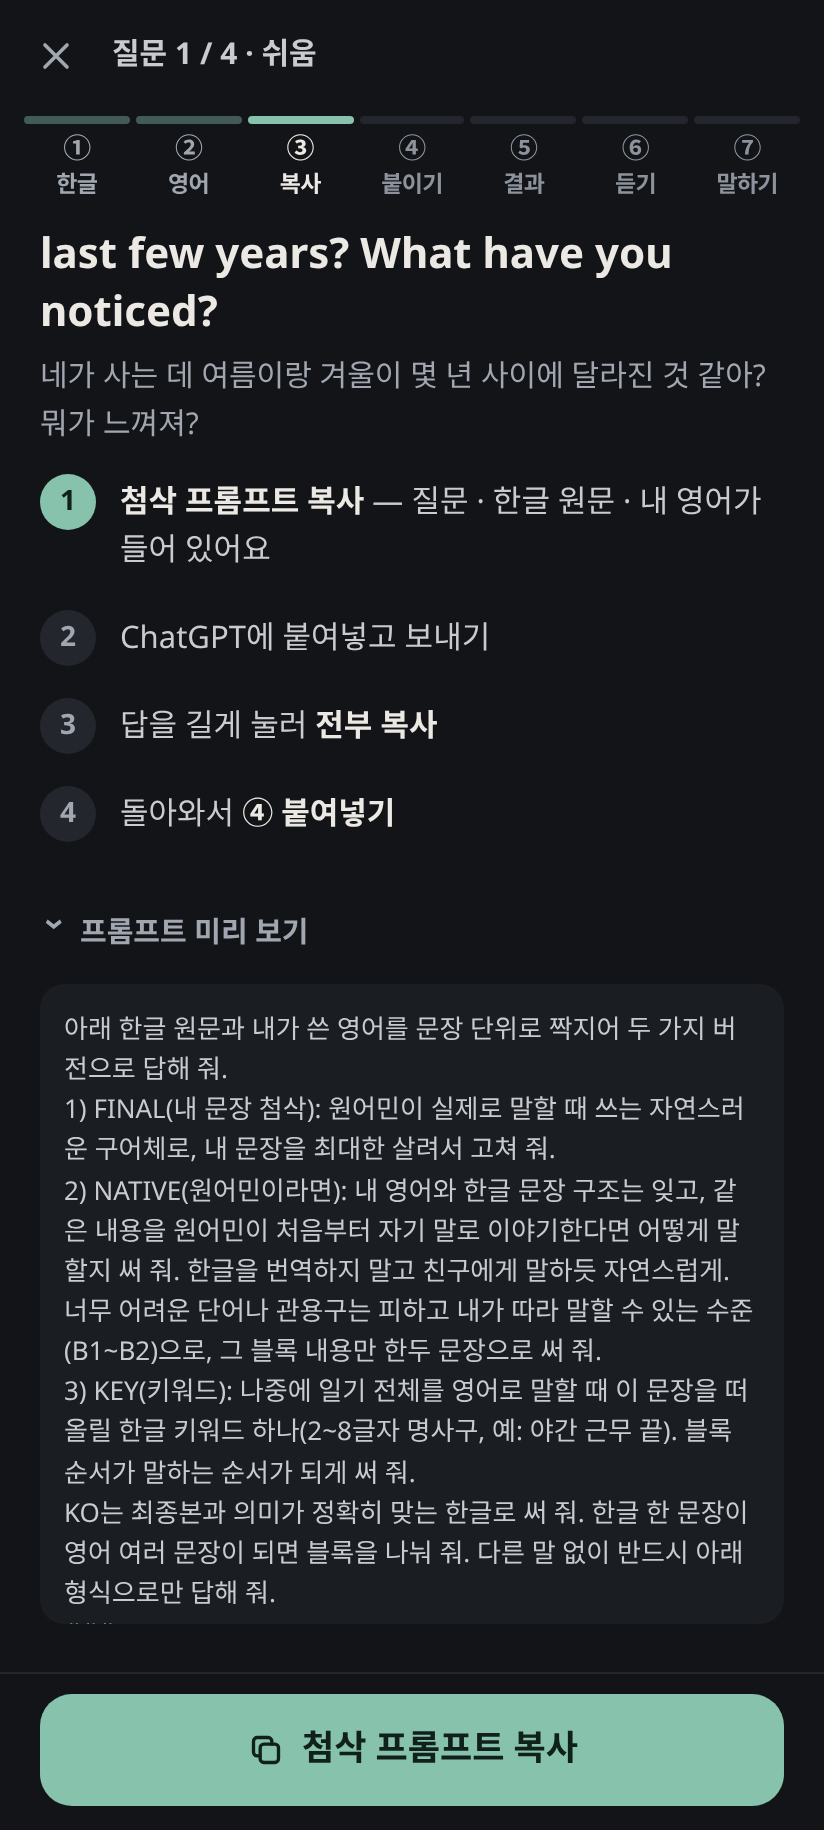 질문 1 / 4 · 쉬움
① ② ③ ④ ⑤ ⑥ ⑦
한글 영어 복사 붙이기 결과 듣기 말하기
last few years? What have you
noticed?
네가 사는 데 여름이랑 겨울이 몇 년 사이에 달라진 것 같아?
뭐가 느껴져?
1 첨삭 프롬프트 복사 — 질문 · 한글 원문 · 내 영어가
들어 있어요
2 ChatGPT에 붙여넣고 보내기
3 답을 길게 눌러 전부 복사
4 돌아와서 ④ 붙여넣기
프롬프트 미리 보기
아래 한글 원문과 내가 쓴 영어를 문장 단위로 짝지어 두 가지 버
전으로 답해 줘.
1) FINAL(내 문장 첨삭): 원어민이 실제로 말할 때 쓰는 자연스러
운 구어체로, 내 문장을 최대한 살려서 고쳐 줘.
2) NATIVE(원어민이라면): 내 영어와 한글 문장 구조는 잊고, 같
은 내용을 원어민이 처음부터 자기 말로 이야기한다면 어떻게 말
할지 써 줘. 한글을 번역하지 말고 친구에게 말하듯 자연스럽게.
너무 어려운 단어나 관용구는 피하고 내가 따라 말할 수 있는 수준
(B1~B2)으로, 그 블록 내용만 한두 문장으로 써 줘.
3) KEY(키워드): 나중에 일기 전체를 영어로 말할 때 이 문장을 떠
올릴 한글 키워드 하나(2~8글자 명사구, 예: 야간 근무 끝). 블록
순서가 말하는 순서가 되게 써 줘.
KO는 최종본과 의미가 정확히 맞는 한글로 써 줘. 한글 한 문장이
영어 여러 문장이 되면 블록을 나눠 줘. 다른 말 없이 반드시 아래
형식으로만 답해 줘.
첨삭 프롬프트 복사